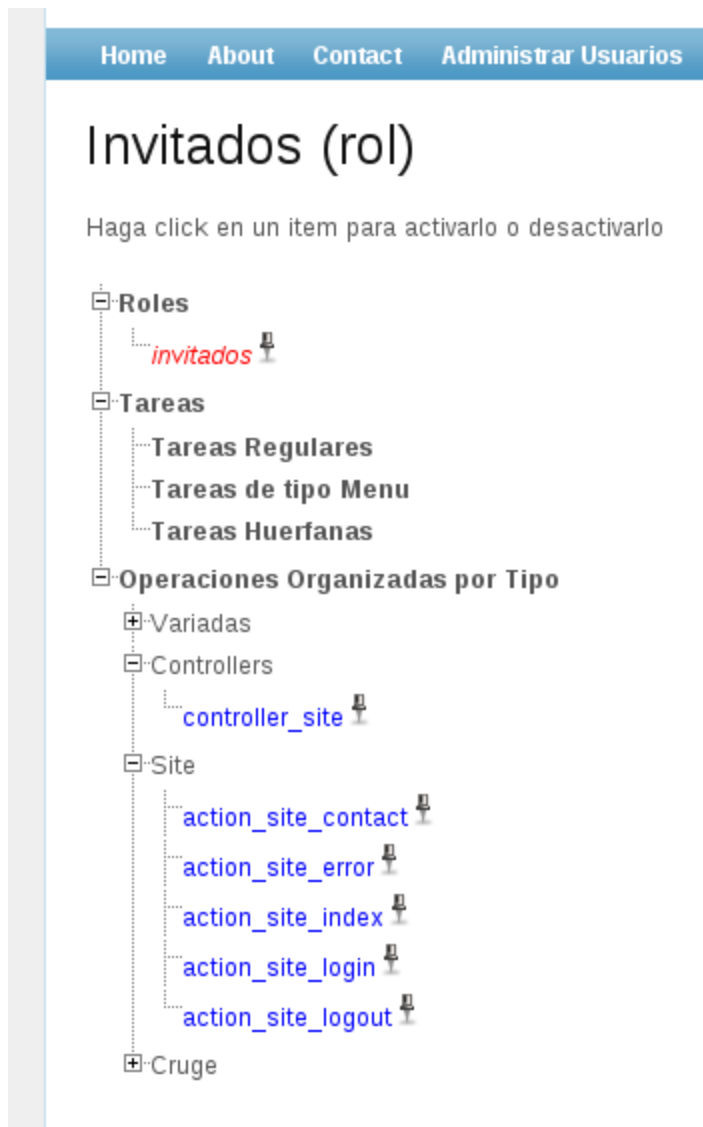 Home About Contact Administrar Usuarios
Invitados (rol)
Haga click en un item para activarlo o desactivarlo
Roles
invitados
Tareas
Tareas Regulares
Tareas de tipo Menu
Tareas Huerfanas
Operaciones Organizadas por Tipo
Variadas
Controllers
controller_site
Site
action_site_contact
action_site_error
action_site_index
action_site_login
action_site_logout
Cruge